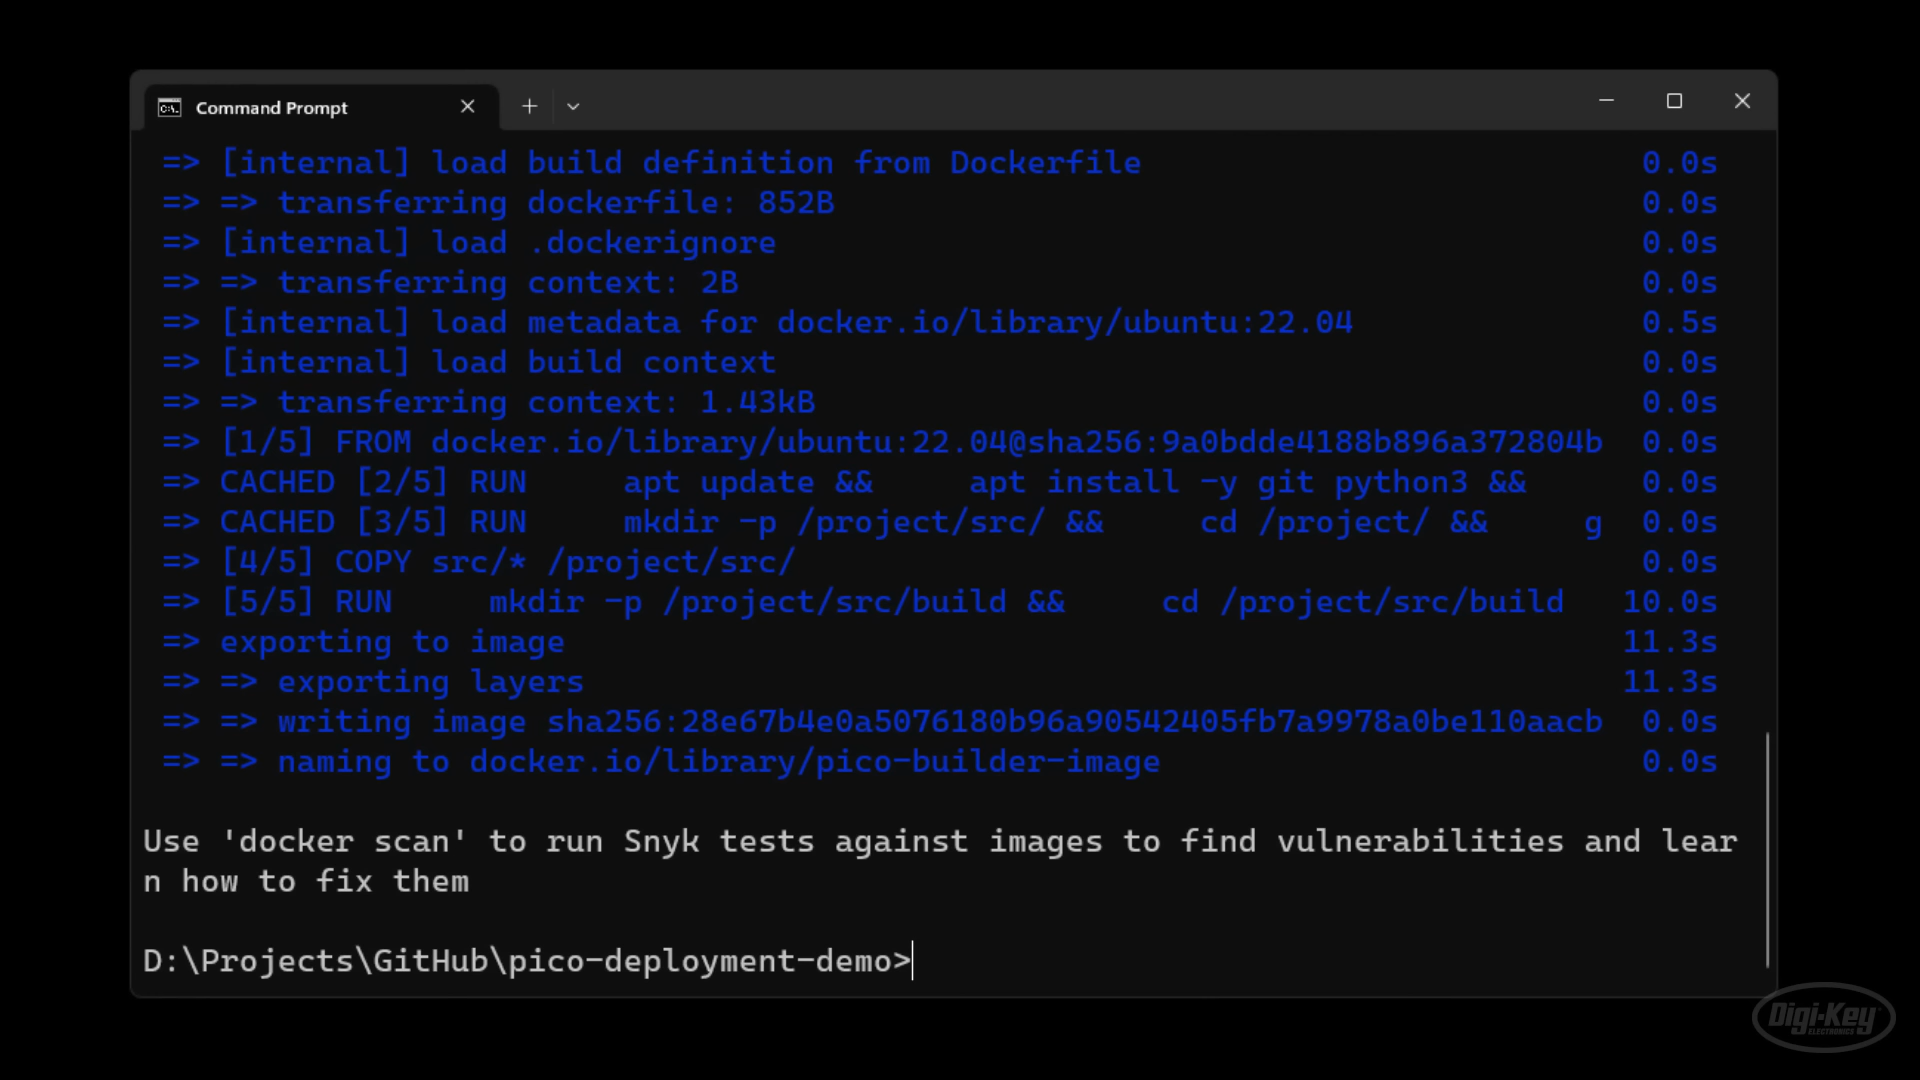 Command Prompt
=> [internal] load build definition from Dockerfile 0.0s
=> => transferring dockerfile: 852B 0.0s
=> [internal] load .dockerignore 0.0s
=> => transferring context: 2B 0.0s
=> [internal] load metadata for docker.io/library/ubuntu:22.04 0.5s
=> [internal] load build context 0.0s
=> => transferring context: 1.43kB 0.0s
=> [1/5] FROM docker.io/library/ubuntu:22.04@sha256:9a0bdde4188b896a372804b 0.0s
=> CACHED [2/5] RUN     apt update &&     apt install -y git python3 && 0.0s
=> CACHED [3/5] RUN     mkdir -p /project/src/ &&     cd /project/ &&     g 0.0s
=> [4/5] COPY src/* /project/src/ 0.0s
=> [5/5] RUN     mkdir -p /project/src/build &&     cd /project/src/build 10.0s
=> exporting to image 11.3s
=> => exporting layers 11.3s
=> => writing image sha256:28e67b4e0a5076180b96a90542405fb7a9978a0be110aacb 0.0s
=> => naming to docker.io/library/pico-builder-image 0.0s
Use 'docker scan' to run Snyk tests against images to find vulnerabilities and lear
n how to fix them
D:\Projects\GitHub\pico-deployment-demo>
Digi-Key
ELECTRONICS